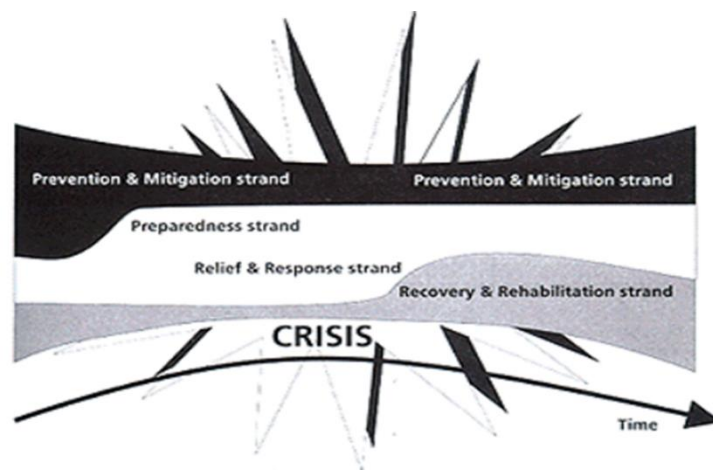 Prevention & Mitigation strand
Prevention & Mitigation strand
Preparedness strand
Relief & Response strand
Recovery & Rehabilitation strand
CRISIS
Time